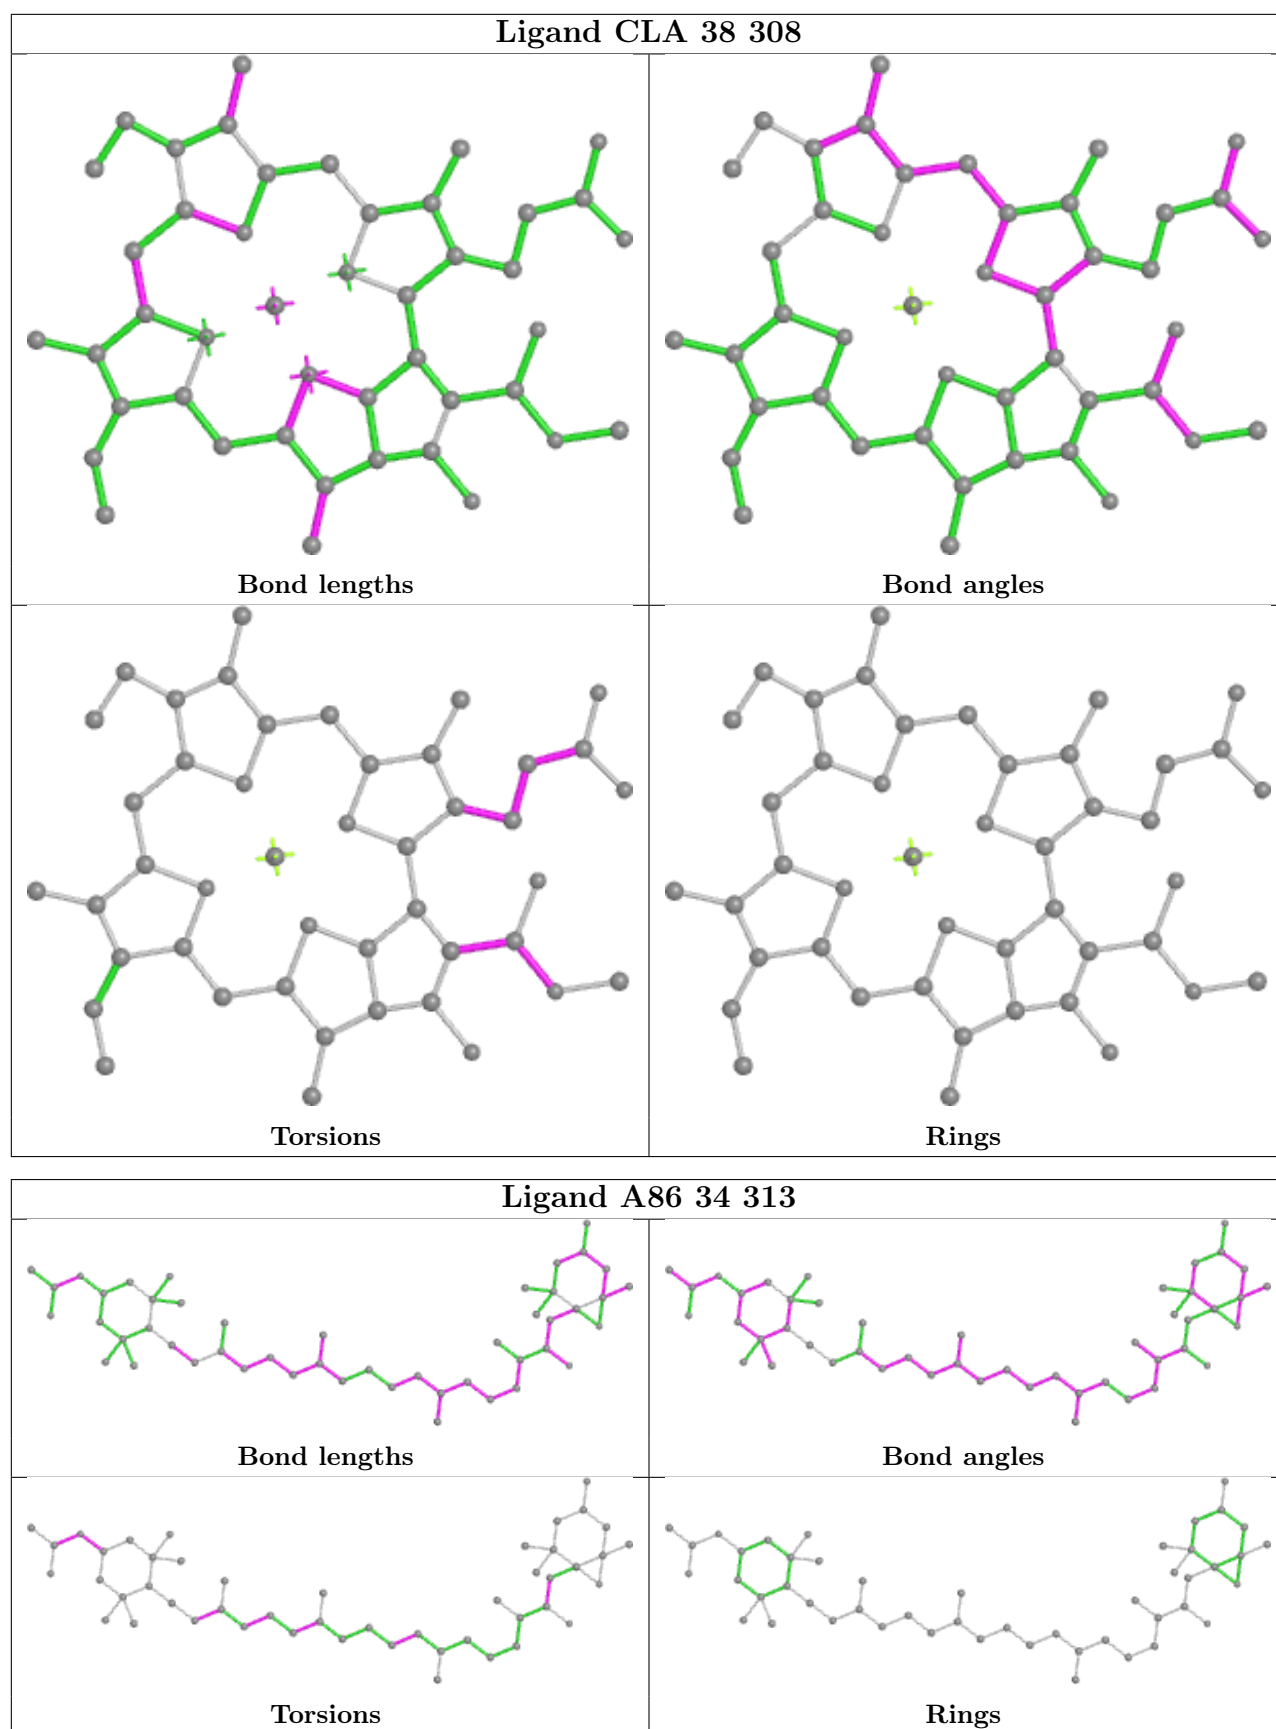 Ligand CLA 38 308
Bond lengths
Bond angles
Torsions
Rings
Ligand A86 34 313
Bond lengths
Bond angles
Torsions
Rings